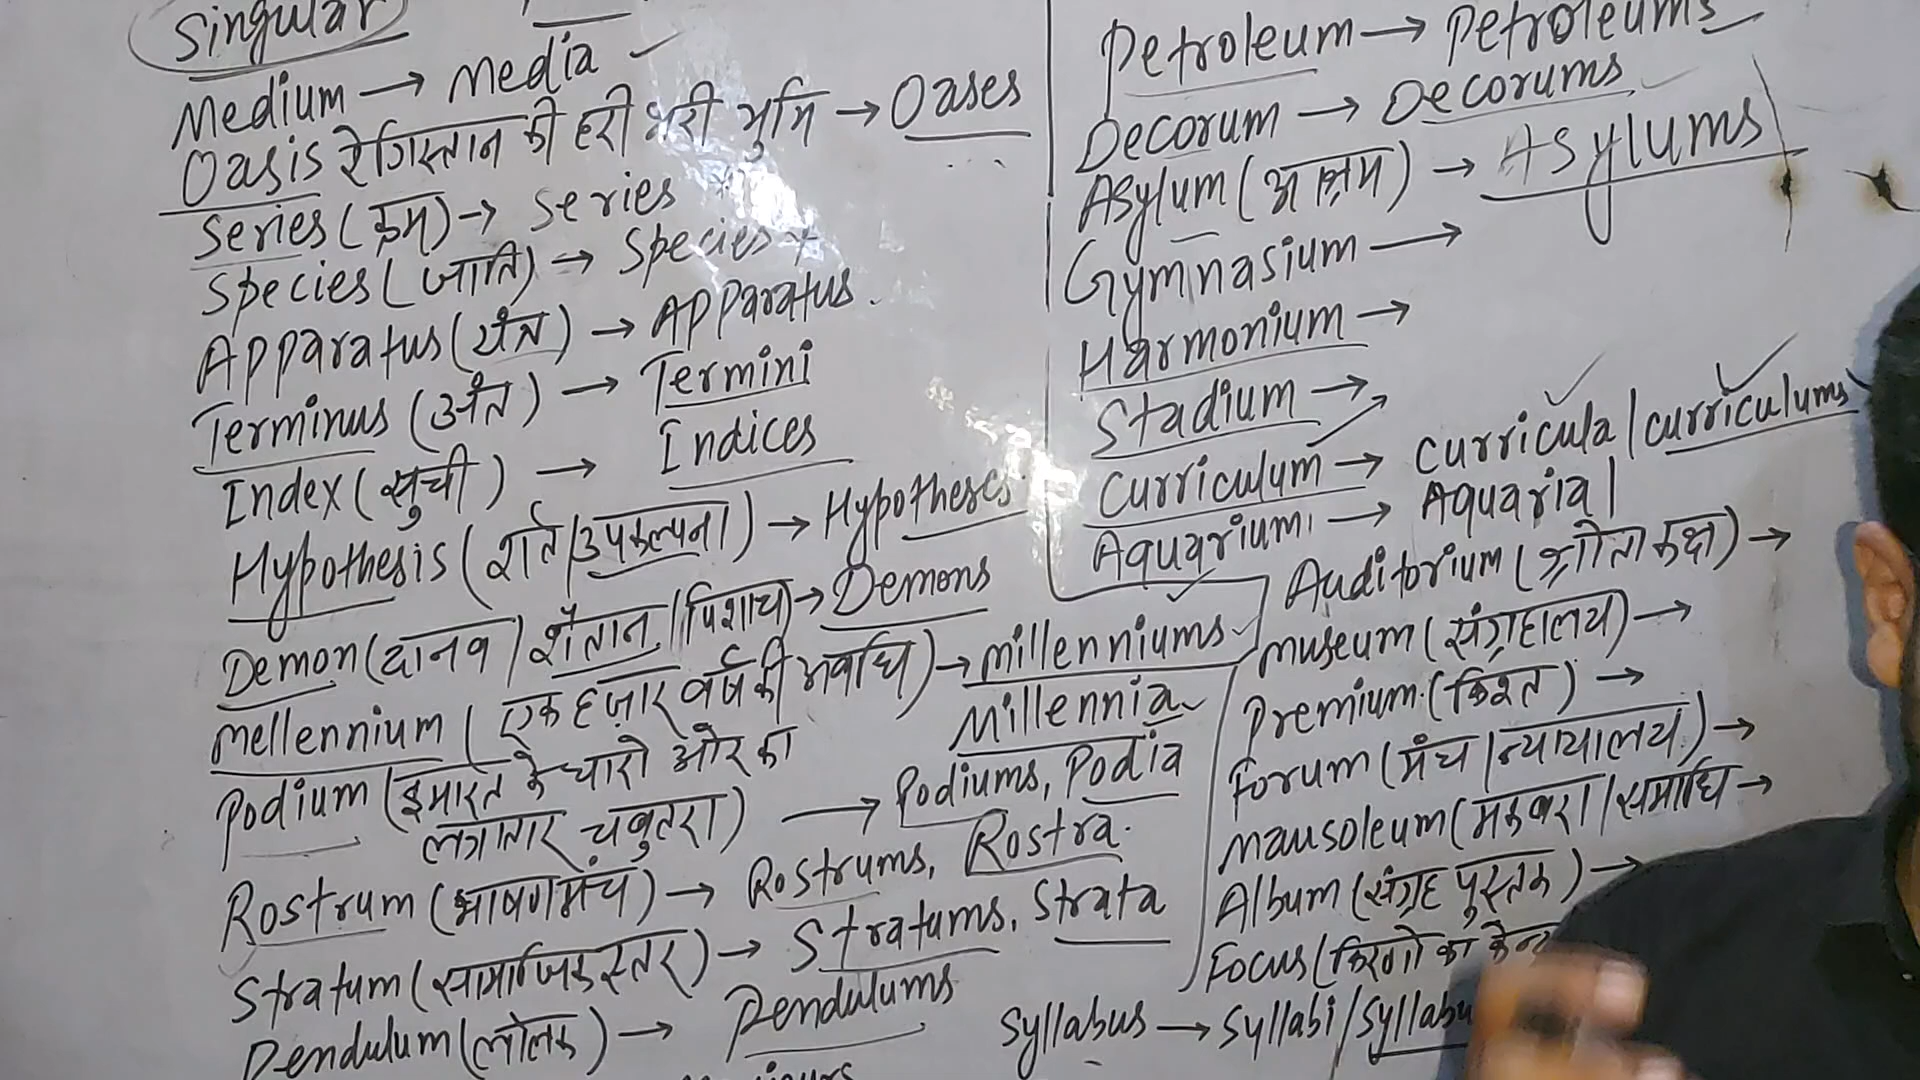 Singular
Medium → Media
Oasis रेगिस्तान की हरी भरी भुमि → Oases
Series (क्रम) → Series
Species (जाति) → Species
Apparatus (यंत्र) → Apparatus.
Terminus (अंत) → Termini
Index (सुची) → Indices
Hypothesis (शर्त/उपकल्पना) → Hypotheses
Demon (दानव/शैतान/पिशाच) → Demons
Mellennium (एक हज़ार वर्ष की अवधि) → Millenniums
Millennia
Podium (इमारत के चारो ओर का
लगातार चबुतरा) → Podiums, Podia
Rostrum (भाषण मंच) → Rostrums, Rostra.
Stratum (सामाजिक स्तर) → Stratums, Strata
Pendulum (लोलक) → Pendulums
Petroleum → Petroleums
Decorum → Decorums
Asylum (आश्रम) → Asylums
Gymnasium →
Harmonium →
Stadium →
Curriculum → Curricula/Curriculums
Aquarium → Aquaria/
Auditorium (श्रोता कक्ष) →
Museum (संग्रहालय) →
Premium (किश्त) →
Forum (मंच/न्यायालय) →
Mausoleum (मकबरा/समाधि →
Album (संग्रह पुस्तक) →
Focus (किरणो का
Syllabus → Syllabi/